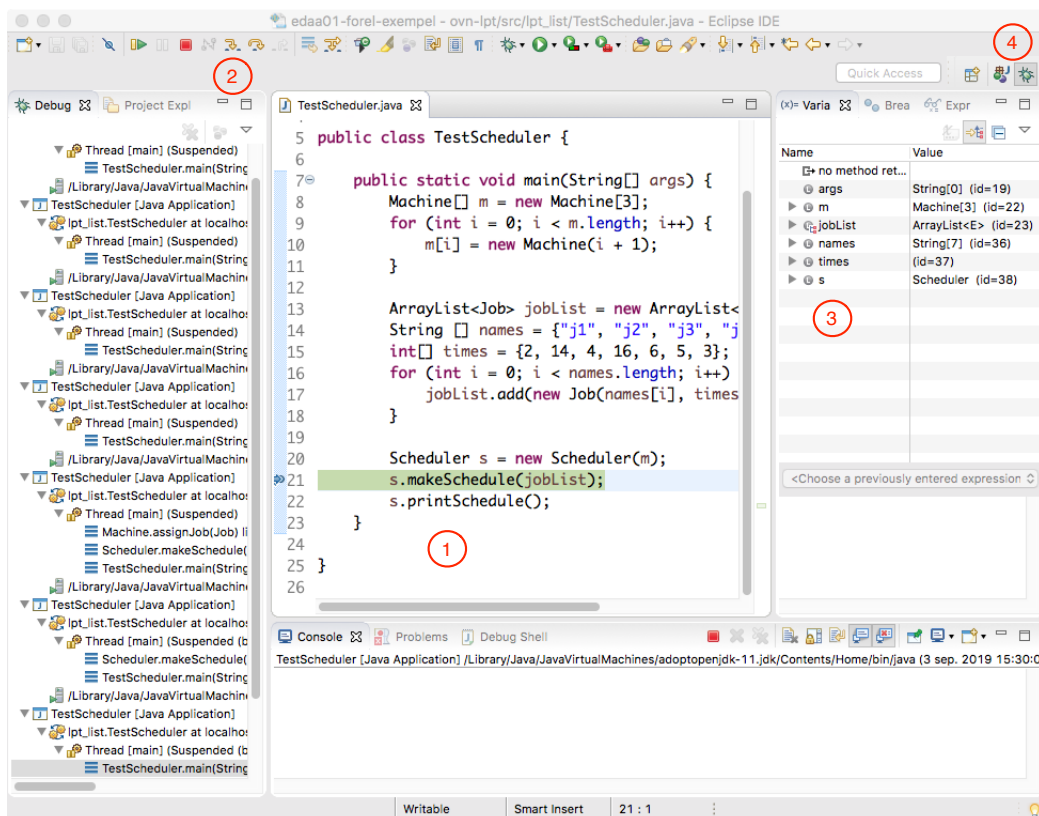 edaa01-forel-exempel - ovn-lpt/src/lpt_list/TestScheduler.java - Eclipse IDE
4
2
Quick Access
Debug
Project Expl
Thread [main] (Suspended)
TestScheduler.main(String
/Library/Java/JavaVirtualMachin
TestScheduler [Java Application]
lpt_list.TestScheduler at localho
Thread [main] (Suspended)
TestScheduler.main(String
/Library/Java/JavaVirtualMachin
TestScheduler [Java Application]
lpt_list.TestScheduler at localho
Thread [main] (Suspended)
TestScheduler.main(String
/Library/Java/JavaVirtualMachin
TestScheduler [Java Application]
lpt_list.TestScheduler at localho
Thread [main] (Suspended)
TestScheduler.main(String
/Library/Java/JavaVirtualMachin
TestScheduler [Java Application]
lpt_list.TestScheduler at localho
Thread [main] (Suspended)
Machine.assignJob(Job) li
Scheduler.makeSchedule(
TestScheduler.main(String
/Library/Java/JavaVirtualMachin
TestScheduler [Java Application]
lpt_list.TestScheduler at localho
Thread [main] (Suspended (b
Scheduler.makeSchedule(
TestScheduler.main(String
/Library/Java/JavaVirtualMachin
TestScheduler [Java Application]
lpt_list.TestScheduler at localho
Thread [main] (Suspended (b
TestScheduler.main(String
TestScheduler.java
5 public class TestScheduler {
6
7 public static void main(String[] args) {
8 Machine[] m = new Machine[3];
9 for (int i = 0; i < m.length; i++) {
10 m[i] = new Machine(i + 1);
11 }
12
13 ArrayList<Job> jobList = new ArrayList<
14 String [] names = {"j1", "j2", "j3", "j
15 int[] times = {2, 14, 4, 16, 6, 5, 3};
16 for (int i = 0; i < names.length; i++)
17 jobList.add(new Job(names[i], times
18 }
19
20 Scheduler s = new Scheduler(m);
21 s.makeSchedule(jobList);
22 s.printSchedule();
23 }
24
25 }
26
1
(x)= Varia
Brea
Expr
Name Value
no method ret...
args String[0] (id=19)
m Machine[3] (id=22)
jobList ArrayList<E> (id=23)
names String[7] (id=36)
times (id=37)
s Scheduler (id=38)
3
<Choose a previously entered expression
Console
Problems
Debug Shell
TestScheduler [Java Application] /Library/Java/JavaVirtualMachines/adoptopenjdk-11.jdk/Contents/Home/bin/java (3 sep. 2019 15:30:0
Writable
Smart Insert
21 : 1